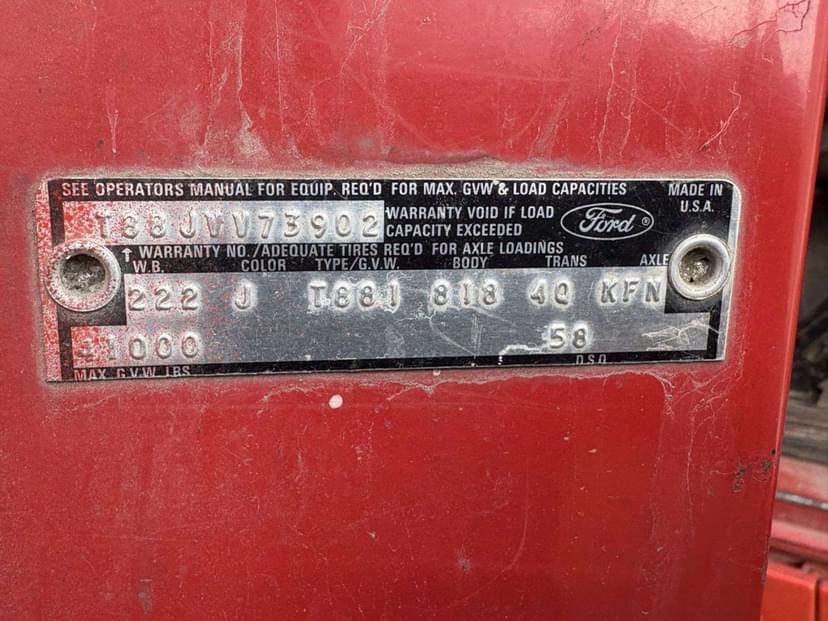 SEE OPERATORS MANUAL FOR EQUIP. REQ'D FOR MAX. GVW & LOAD CAPACITIES MADE IN U.S.A.
T88JVV73902 WARRANTY VOID IF LOAD Ford®
CAPACITY EXCEEDED
↑ WARRANTY NO./ADEQUATE TIRES REQ'D FOR AXLE LOADINGS
W.B. COLOR TYPE/G.V.W. BODY TRANS AXLE
222 J T881 818 4Q KFN
41000 58
MAX. G.V.W. LBS D.S.O.